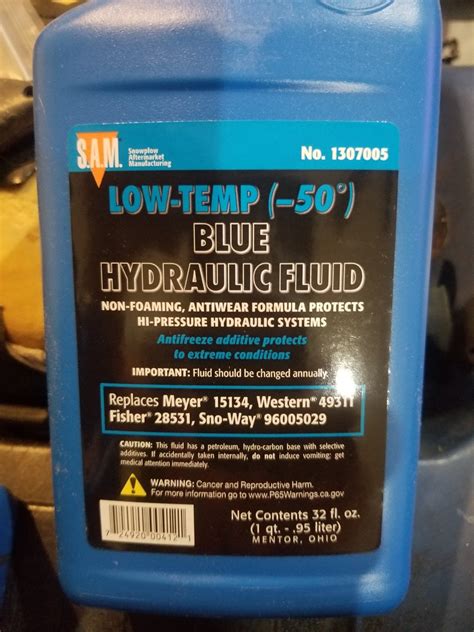 S.A.M.
Snowplow
Aftermarket
Manufacturing
No. 1307005
LOW-TEMP (-50°)
BLUE
HYDRAULIC FLUID
NON-FOAMING, ANTIWEAR FORMULA PROTECTS
HI-PRESSURE HYDRAULIC SYSTEMS
Antifreeze additive protects
to extreme conditions
IMPORTANT: Fluid should be changed annually.
Replaces Meyer® 15134, Western® 49311
Fisher® 28531, Sno-Way® 96005029
CAUTION: This fluid has a petroleum, hydro-carbon base with selective
additives. If accidentally taken internally, do not induce vomiting; get
medical attention immediately.
WARNING: Cancer and Reproductive Harm.
For more information go to www.P65Warnings.ca.gov
Net Contents 32 fl. oz.
(1 qt. - .95 liter)
MENTOR, OHIO
7 24920 00412 1